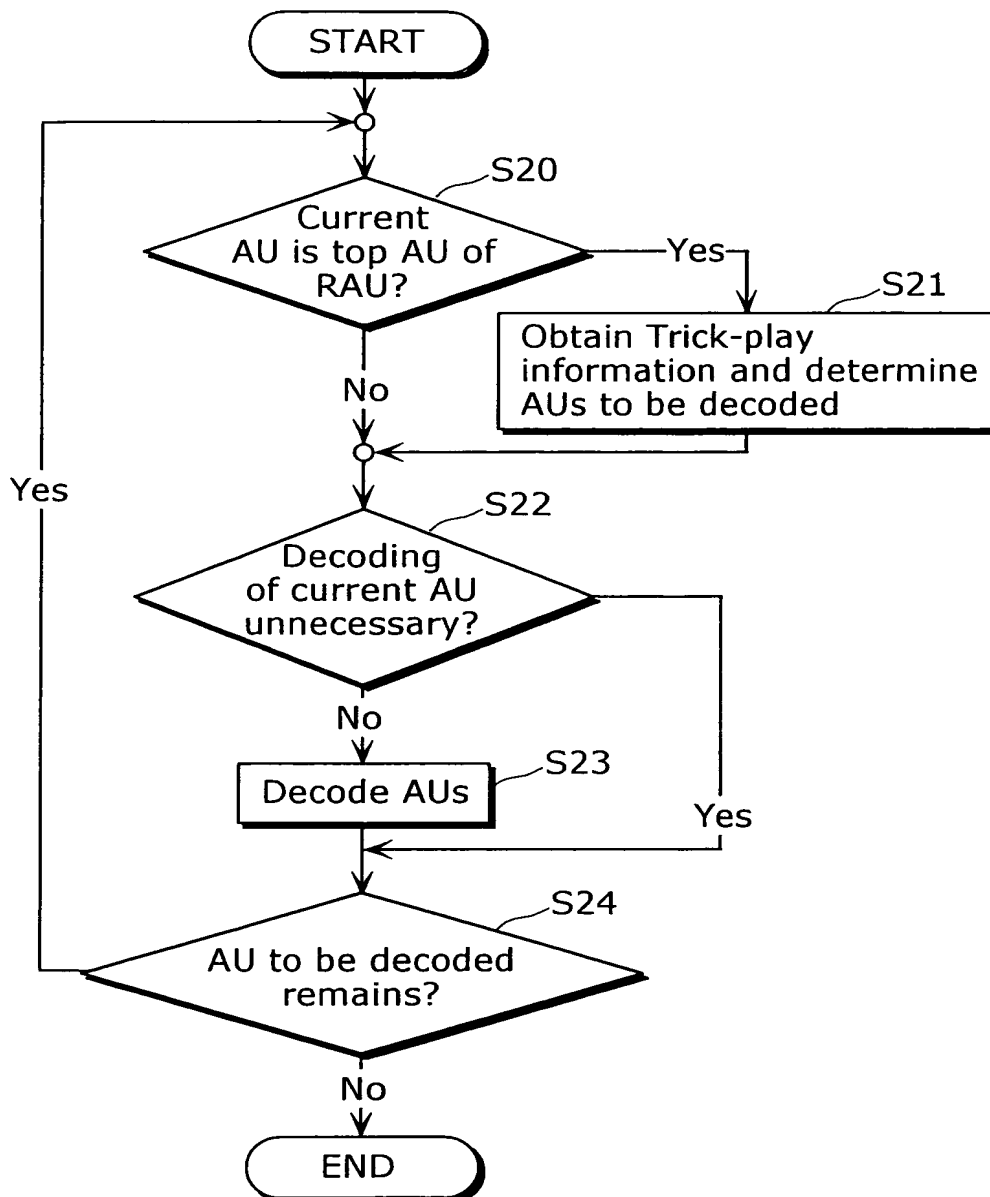 START
S20
Current
AU is top AU of
RAU?
Yes
S21
Obtain Trick-play
information and determine
AUs to be decoded
No
Yes
S22
Decoding
of current AU
unnecessary?
No
S23
Decode AUs
Yes
S24
AU to be decoded
remains?
No
END